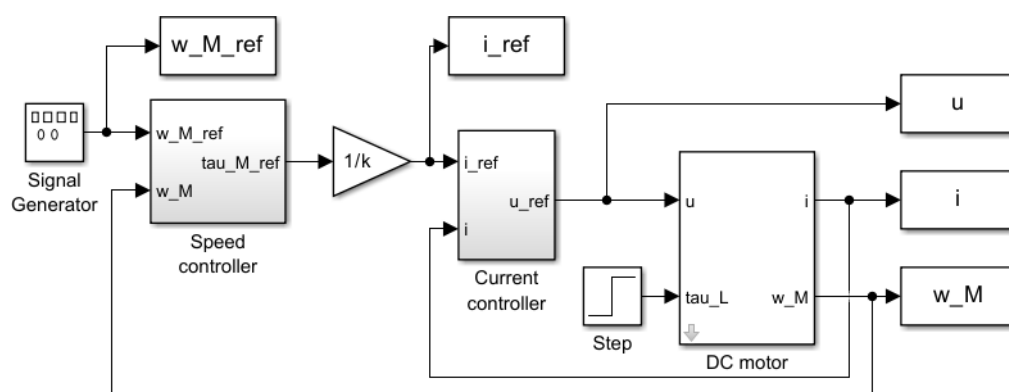 w_M_ref
i_ref
u
w_M_ref
tau_M_ref
w_M
1/k
i_ref
u_ref
i
u
i
tau_L
w_M
i
w_M
Signal
Generator
Speed
controller
Current
controller
Step
DC motor